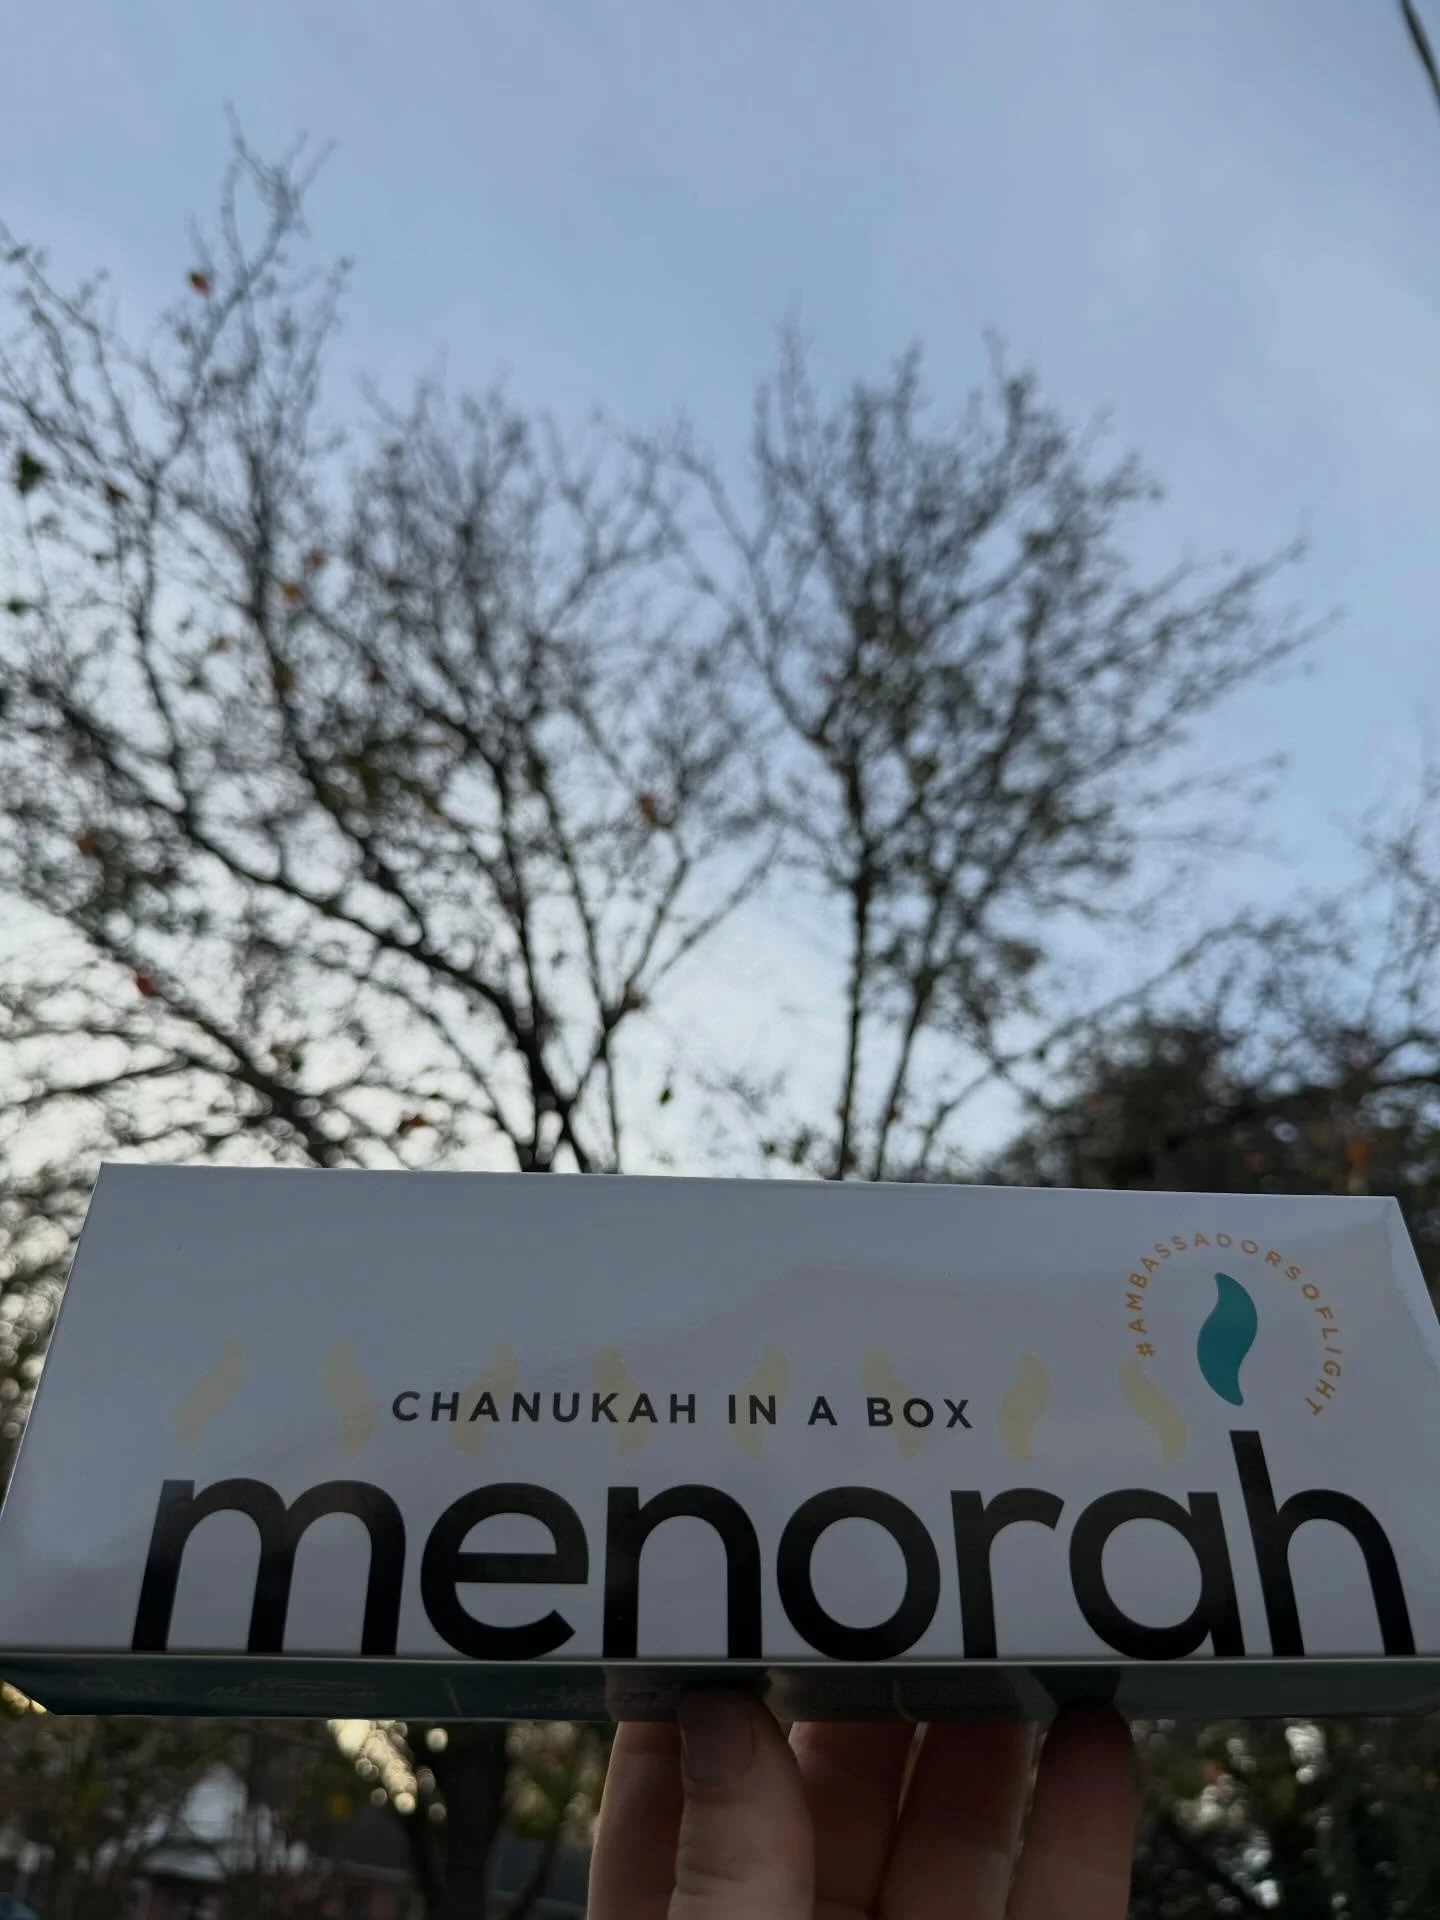 #AMBASSADORSOFLIGHT
CHANUKAH IN A BOX
menorah